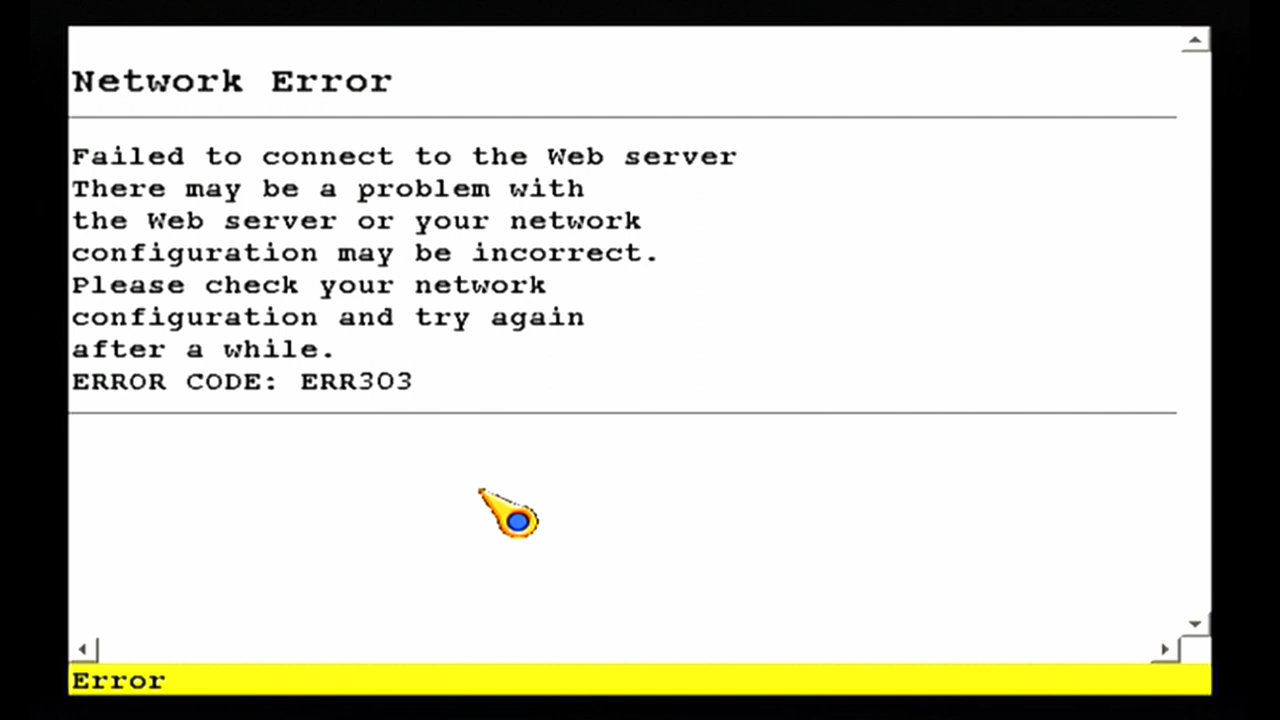 Network Error
Failed to connect to the Web server
There may be a problem with
the Web server or your network
configuration may be incorrect.
Please check your network
configuration and try again
after a while.
ERROR CODE: ERR303
Error